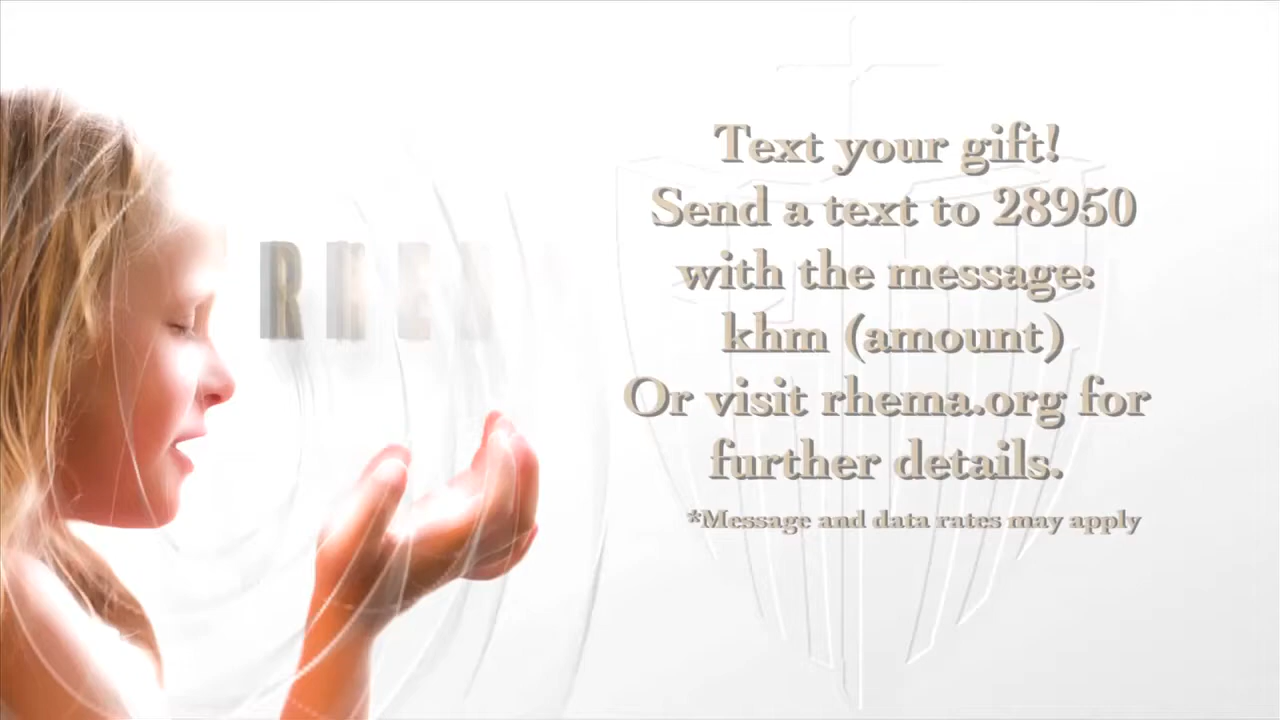 RHEM
Text your gift!
Send a text to 28950
with the message:
khm (amount)
Or visit rhema.org for
further details.
*Message and data rates may apply